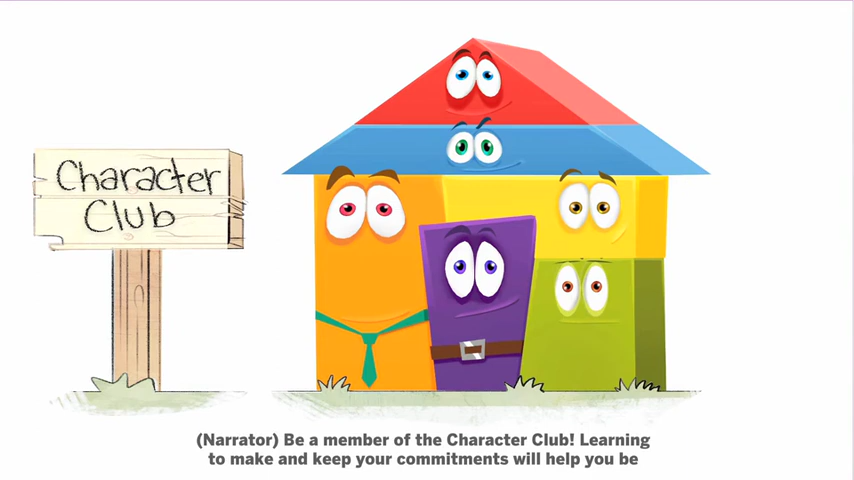 Character
Club
(Narrator) Be a member of the Character Club! Learning
to make and keep your commitments will help you be